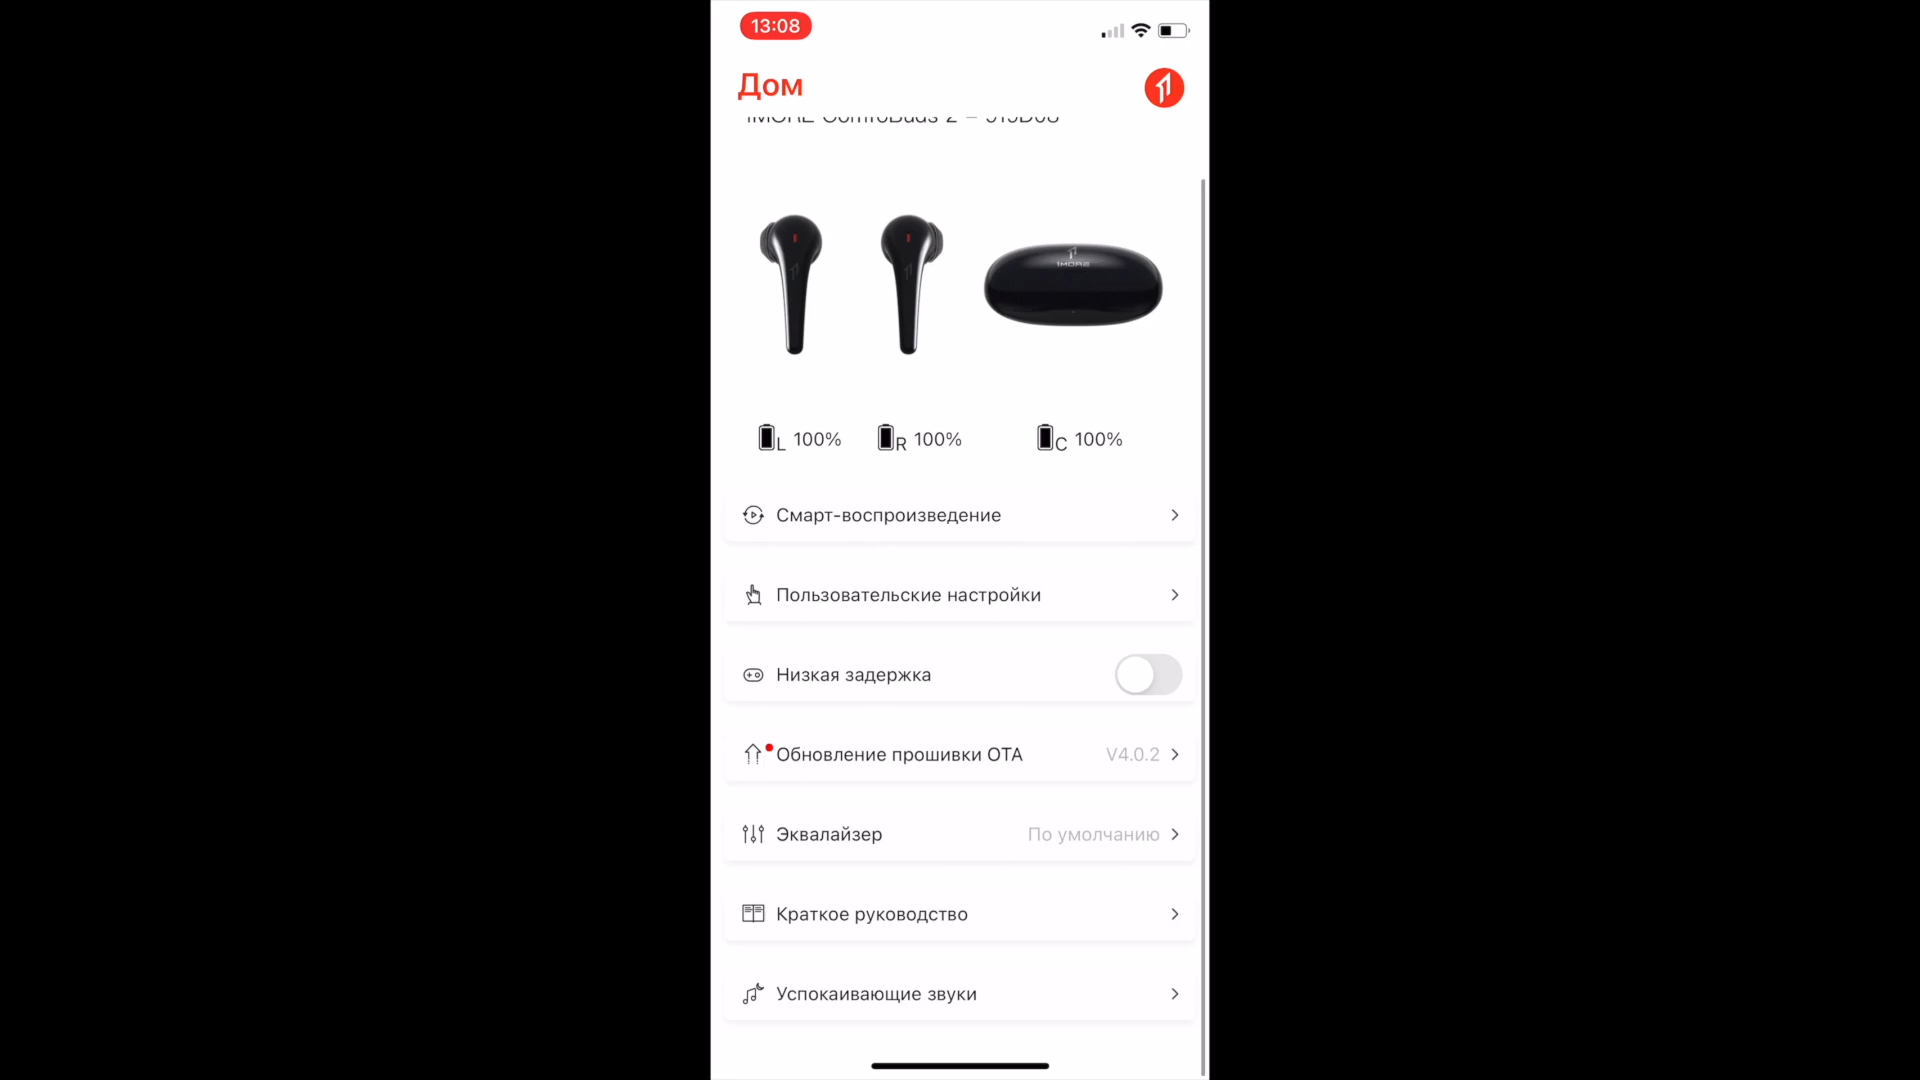 13:08
Дом
1MORE
L 100%
R 100%
C 100%
Смарт-воспроизведение
Пользовательские настройки
Низкая задержка
Обновление прошивки OTA V4.0.2
Эквалайзер По умолчанию
Краткое руководство
Успокаивающие звуки